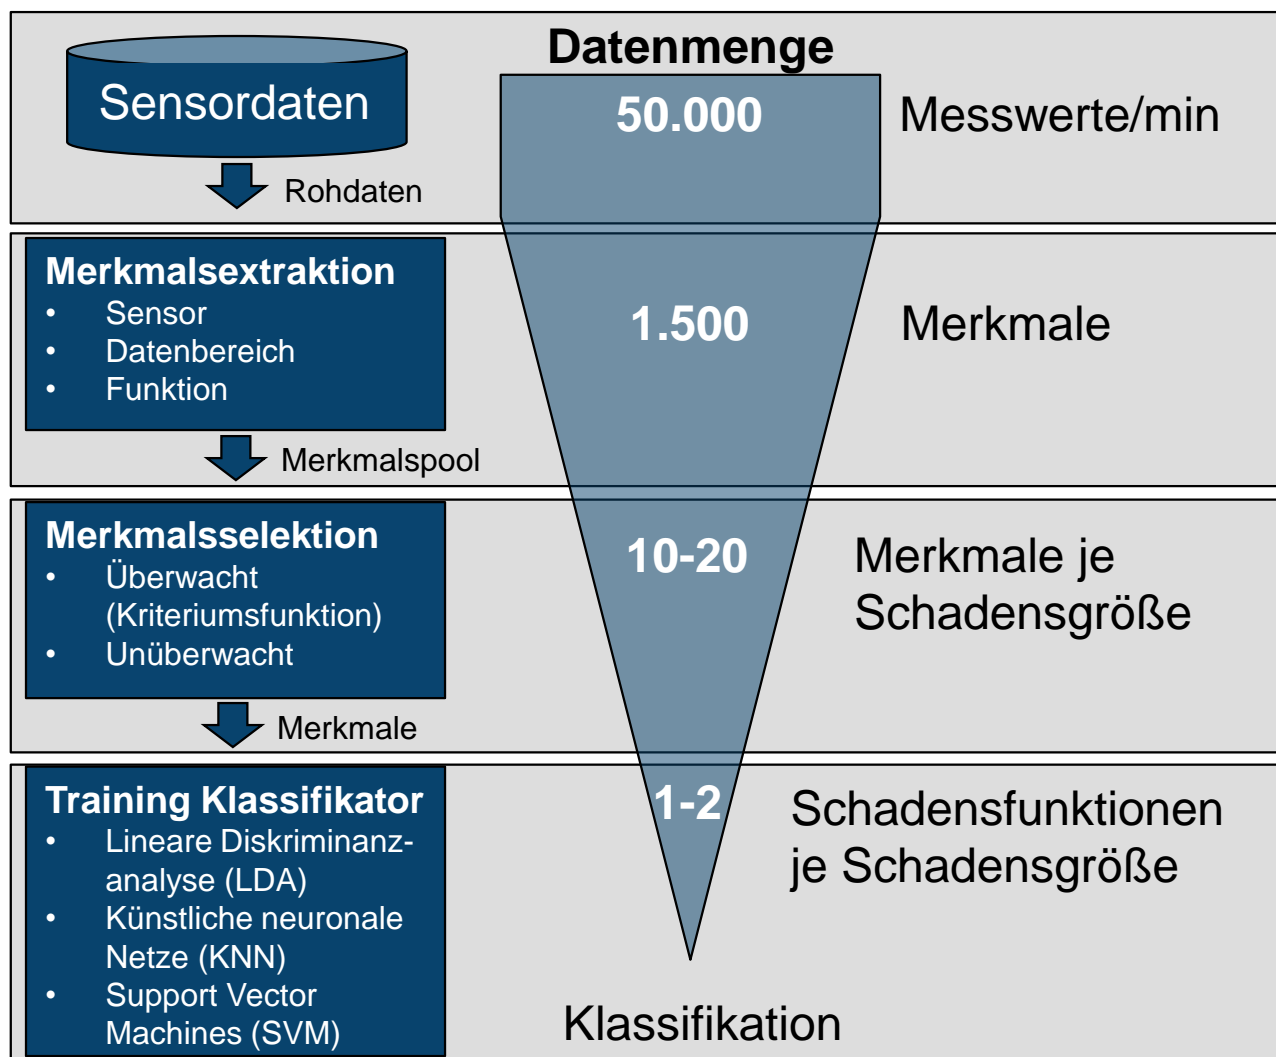 Datenmenge
Sensordaten
50.000
Messwerte/min
Rohdaten
Merkmalsextraktion
• Sensor
• Datenbereich
• Funktion
1.500
Merkmale
Merkmalspool
Merkmalsselektion
• Überwacht
(Kriteriumsfunktion)
• Unüberwacht
10-20
Merkmale je
Schadensgröße
Merkmale
Training Klassifikator
• Lineare Diskriminanz-
analyse (LDA)
• Künstliche neuronale
Netze (KNN)
• Support Vector
Machines (SVM)
1-2
Schadensfunktionen
je Schadensgröße
Klassifikation